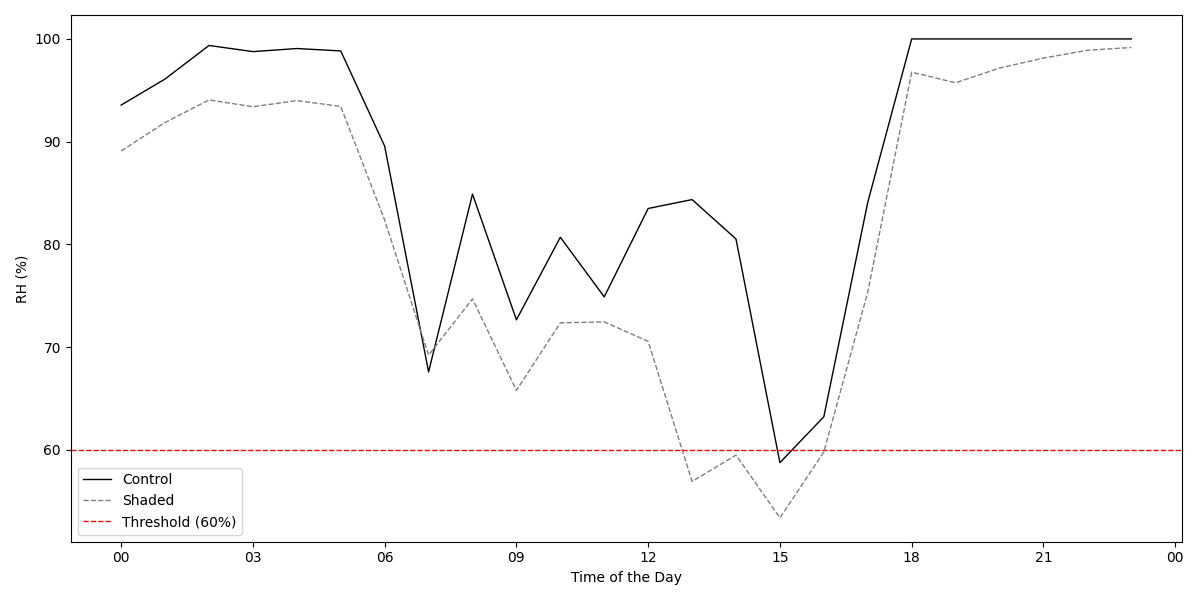 100
90
80
70
60
RH (%)
Control
Shaded
Threshold (60%)
00 03 06 09 12 15 18 21 00
Time of the Day